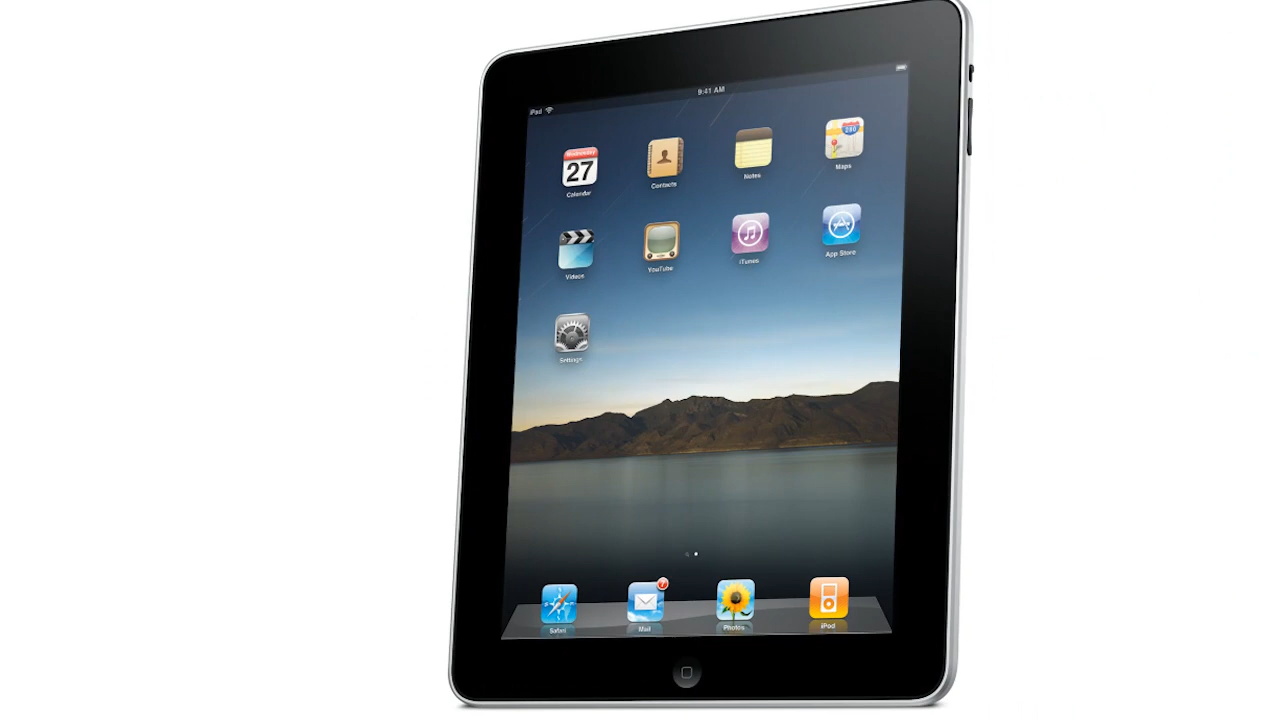 iPad
9:41 AM
Wednesday
27
280
Calendar
Contacts
Notes
Maps
Videos
YouTube
iTunes
App Store
Settings
7
Safari
Mail
Photos
iPod